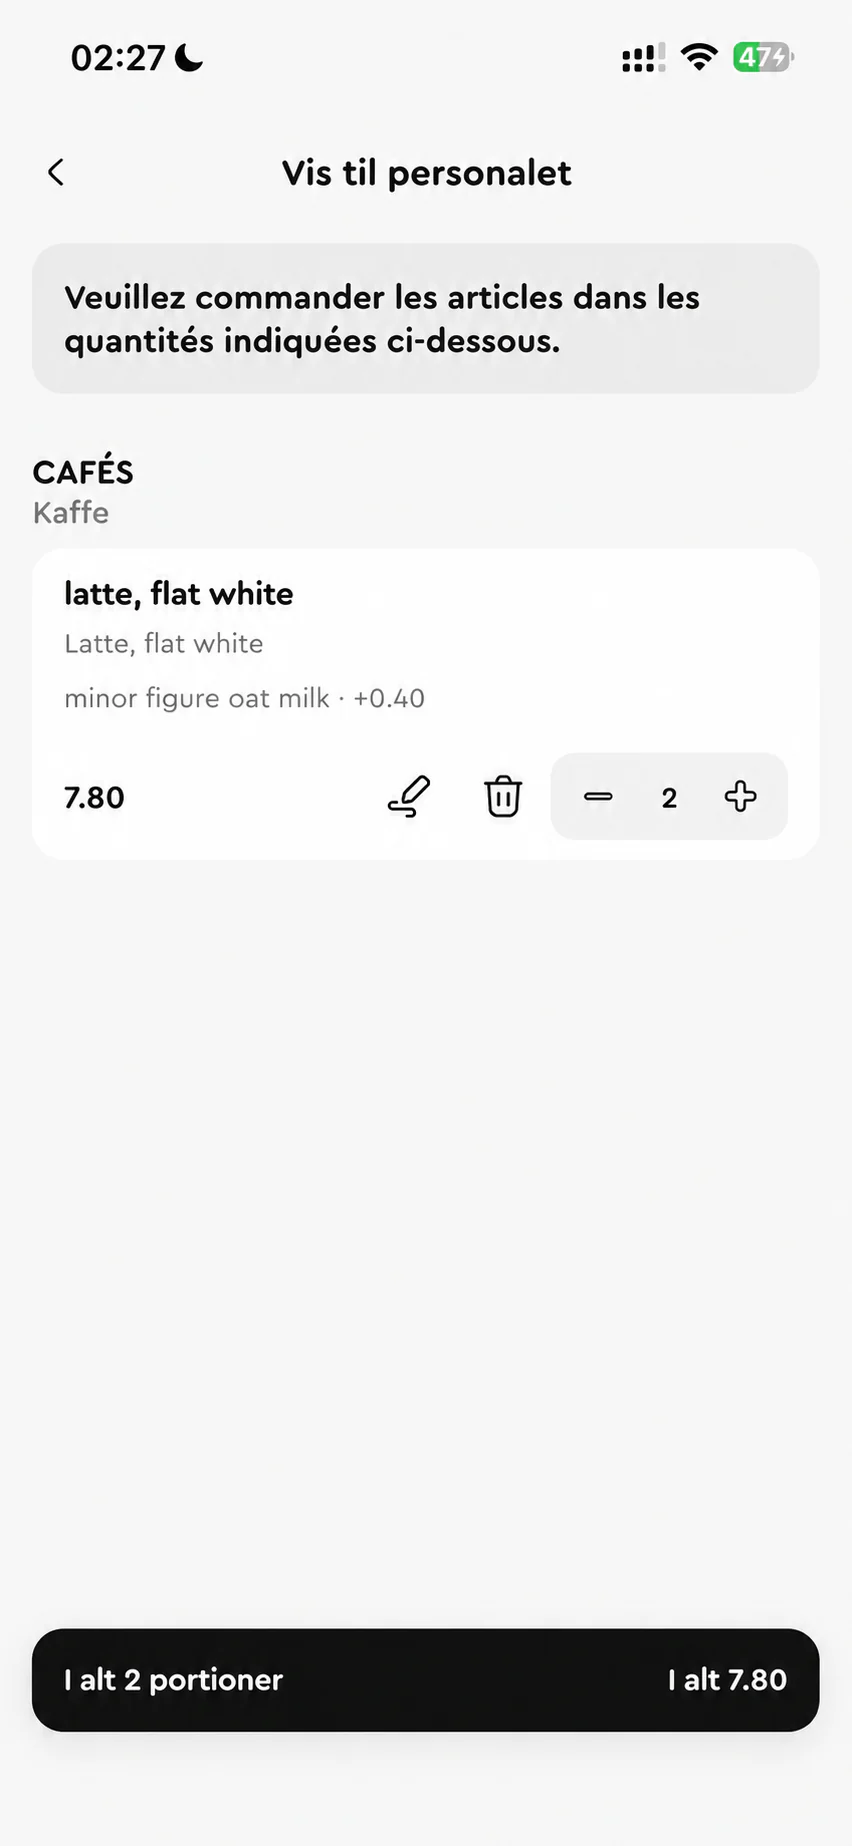 02:27
47
Vis til personalet
Veuillez commander les articles dans les
quantités indiquées ci-dessous.
CAFÉS
Kaffe
latte, flat white
Latte, flat white
minor figure oat milk · +0.40
7.80
2
I alt 2 portioner
I alt 7.80